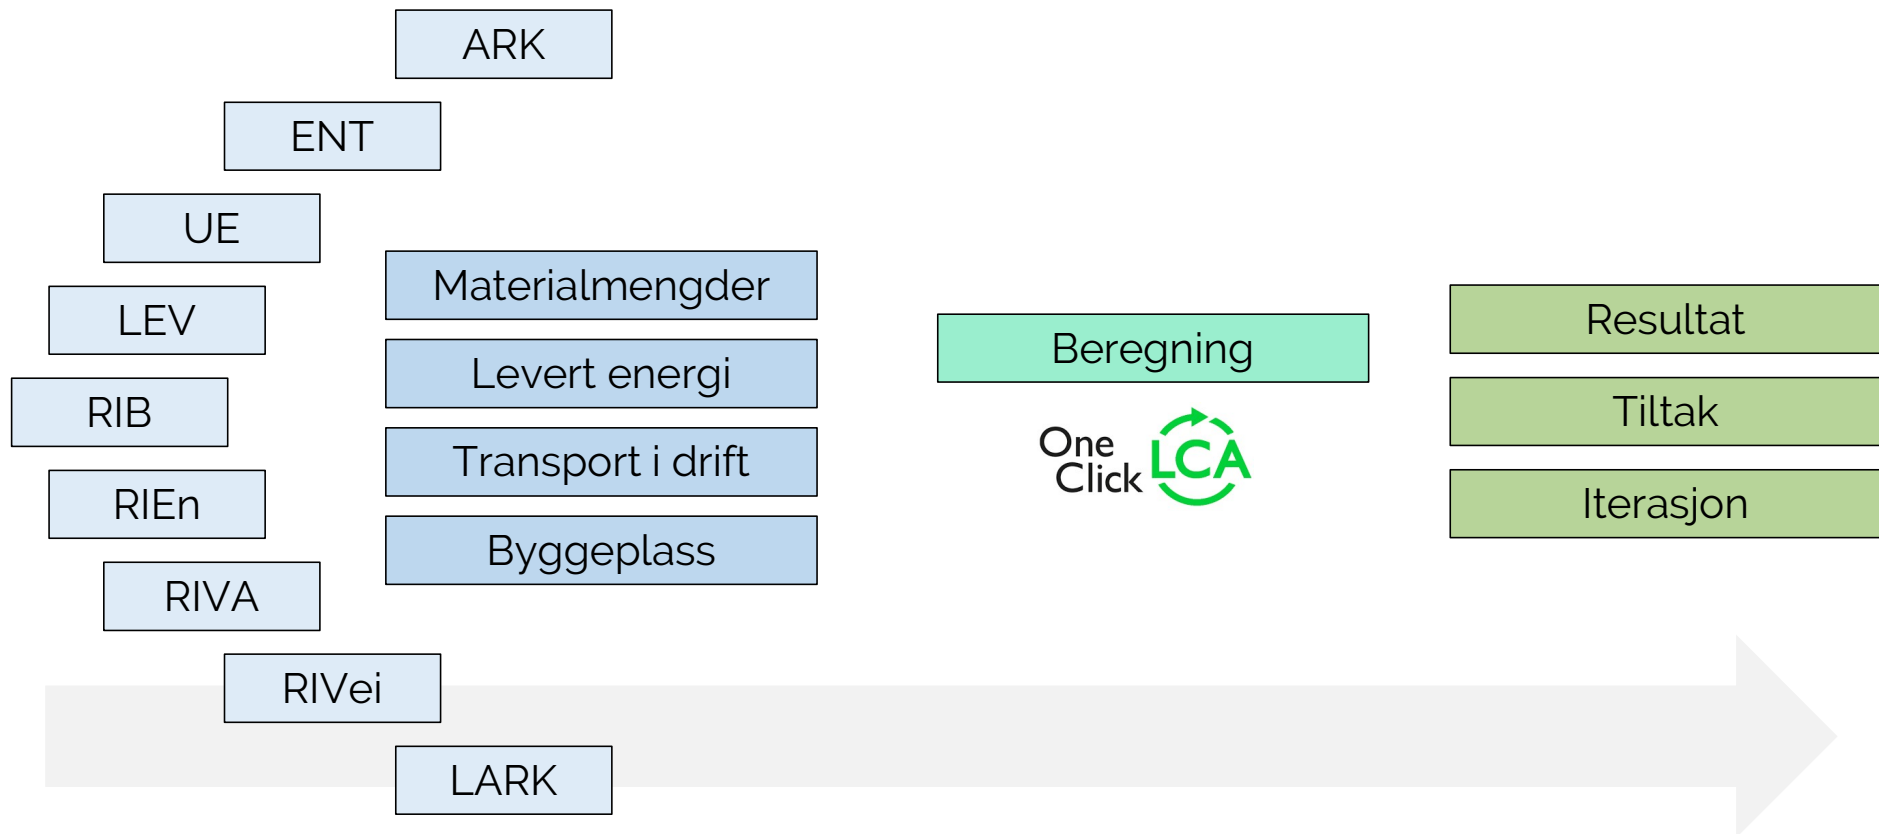 ARK
ENT
UE
LEV
RIB
RIEn
RIVA
RIVei
LARK
Materialmengder
Levert energi
Transport i drift
Byggeplass
Beregning
One
Click LCA
Resultat
Tiltak
Iterasjon